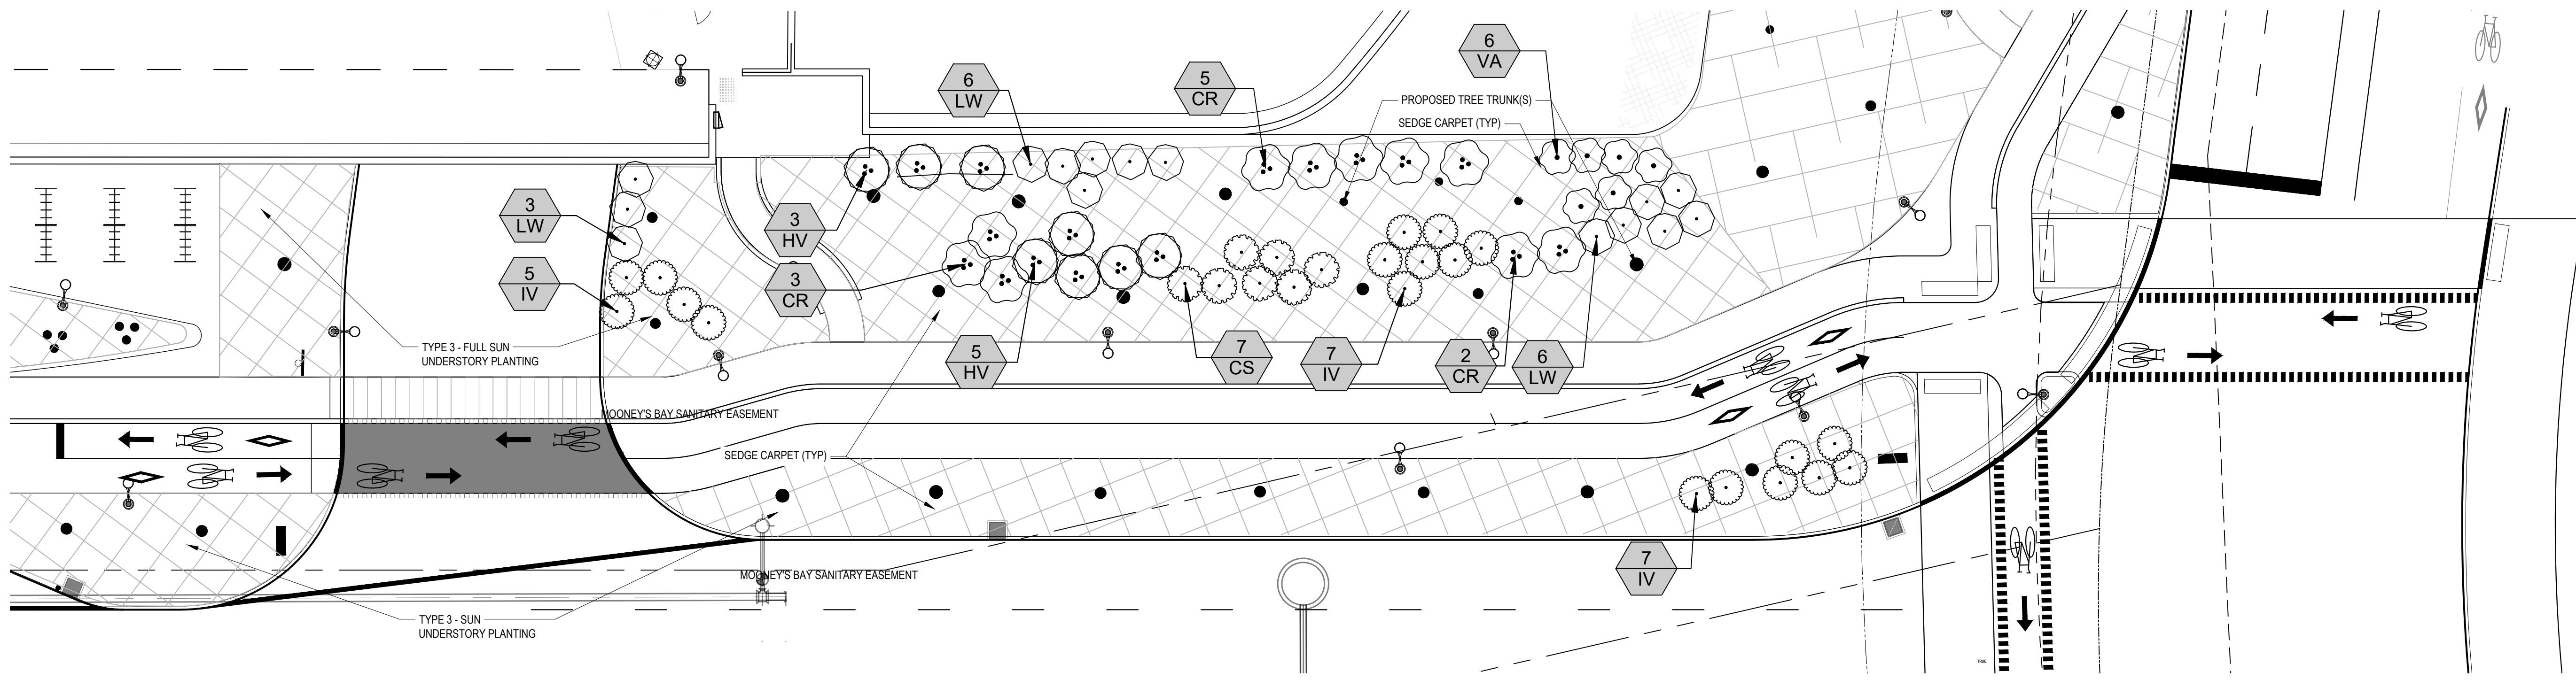 6
VA
6
LW
5
CR
PROPOSED TREE TRUNK(S)
SEDGE CARPET (TYP)
3
LW
3
HV
5
IV
3
CR
TYPE 3 - FULL SUN
UNDERSTORY PLANTING
5
HV
7
CS
7
IV
2
CR
6
LW
MOONEY'S BAY SANITARY EASEMENT
SEDGE CARPET (TYP)
7
IV
MOONEY'S BAY SANITARY EASEMENT
TYPE 3 - SUN
UNDERSTORY PLANTING
TRUE